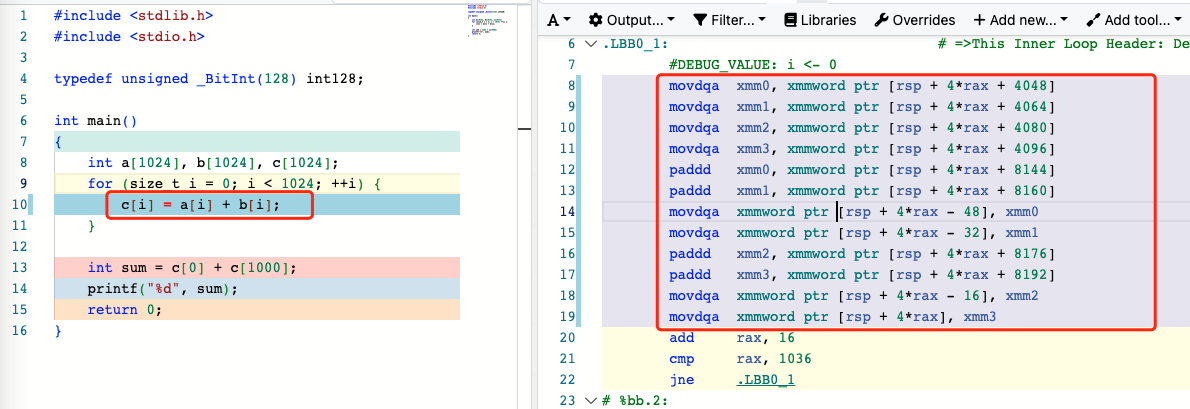 1 #include <stdlib.h>
2 #include <stdio.h>
3
4 typedef unsigned _BitInt(128) int128;
5
6 int main()
7 {
8 int a[1024], b[1024], c[1024];
9 for (size_t i = 0; i < 1024; ++i) {
10 c[i] = a[i] + b[i];
11 }
12
13 int sum = c[0] + c[1000];
14 printf("%d", sum);
15 return 0;
16 }
A Output... Filter... Libraries Overrides + Add new... Add tool...
6 .LBB0_1: # =>This Inner Loop Header: De
7 #DEBUG_VALUE: i <- 0
8 movdqa xmm0, xmmword ptr [rsp + 4*rax + 4048]
9 movdqa xmm1, xmmword ptr [rsp + 4*rax + 4064]
10 movdqa xmm2, xmmword ptr [rsp + 4*rax + 4080]
11 movdqa xmm3, xmmword ptr [rsp + 4*rax + 4096]
12 paddd xmm0, xmmword ptr [rsp + 4*rax + 8144]
13 paddd xmm1, xmmword ptr [rsp + 4*rax + 8160]
14 movdqa xmmword ptr [rsp + 4*rax - 48], xmm0
15 movdqa xmmword ptr [rsp + 4*rax - 32], xmm1
16 paddd xmm2, xmmword ptr [rsp + 4*rax + 8176]
17 paddd xmm3, xmmword ptr [rsp + 4*rax + 8192]
18 movdqa xmmword ptr [rsp + 4*rax - 16], xmm2
19 movdqa xmmword ptr [rsp + 4*rax], xmm3
20 add rax, 16
21 cmp rax, 1036
22 jne .LBB0_1
23 # %bb.2: